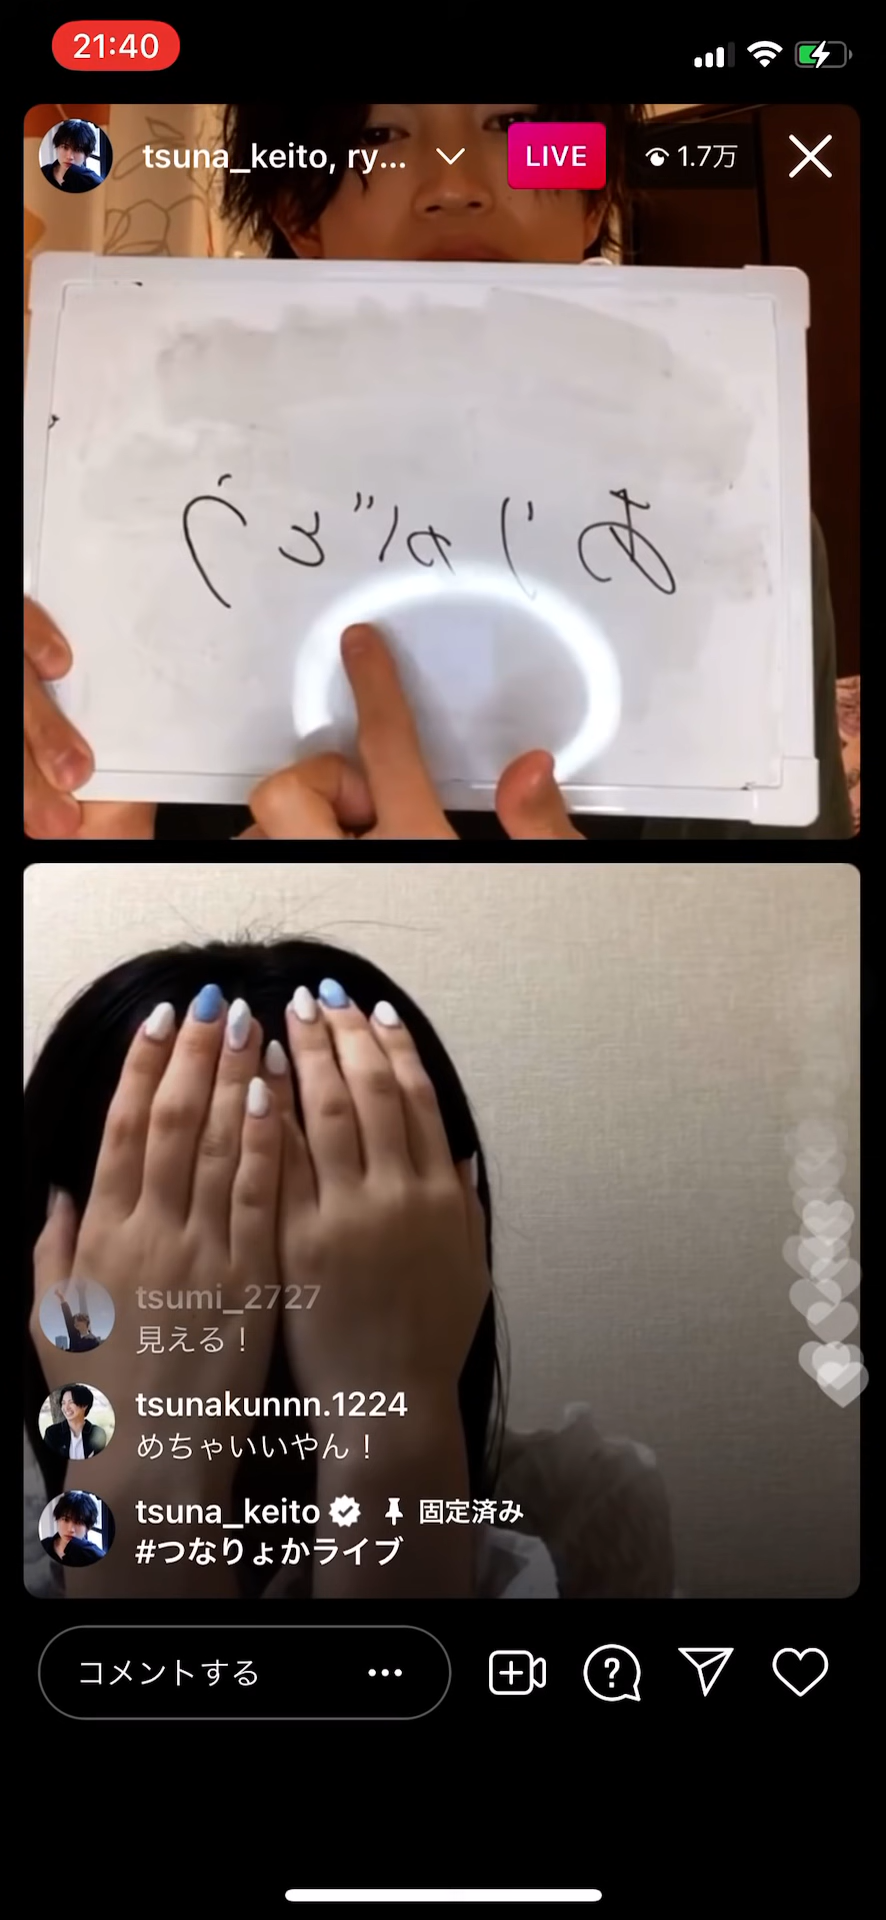 21:40
tsuna_keito, ry... LIVE 1.7万
ありがとう
tsumi_2727
見える！
tsunakunnn.1224
めちゃいいやん！
tsuna_keito 固定済み
#つなりょかライブ
コメントする